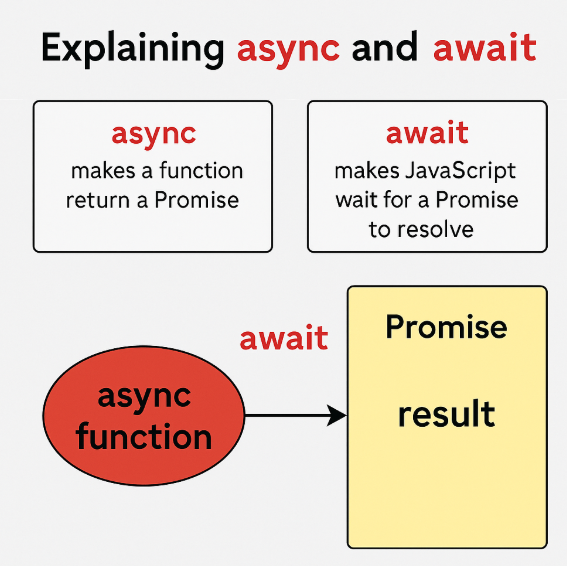 Explaining async and await
async
makes a function
return a Promise
await
makes JavaScript
wait for a Promise
to resolve
await
async
function
Promise
result